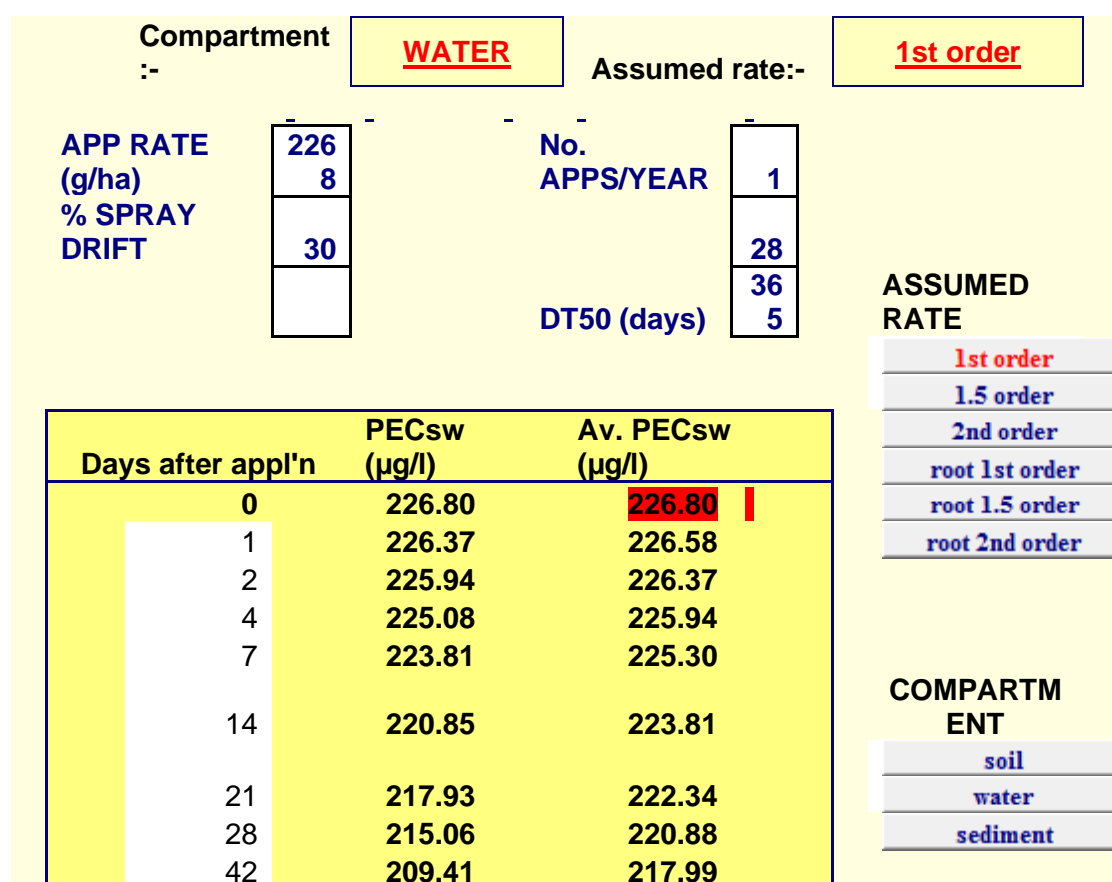 Compartment
:-
WATER
Assumed rate:-
1st order
APP RATE
(g/ha)
226
8
No.
APPS/YEAR
1
% SPRAY
DRIFT
30
28
DT50 (days)
36
5
ASSUMED
RATE
1st order
1.5 order
2nd order
root 1st order
root 1.5 order
root 2nd order
Days after appl'n PECsw (µg/l) Av. PECsw (µg/l)
0 226.80 226.80
1 226.37 226.58
2 225.94 226.37
4 225.08 225.94
7 223.81 225.30
14 220.85 223.81
21 217.93 222.34
28 215.06 220.88
42 209.41 217.99
COMPARTM
ENT
soil
water
sediment